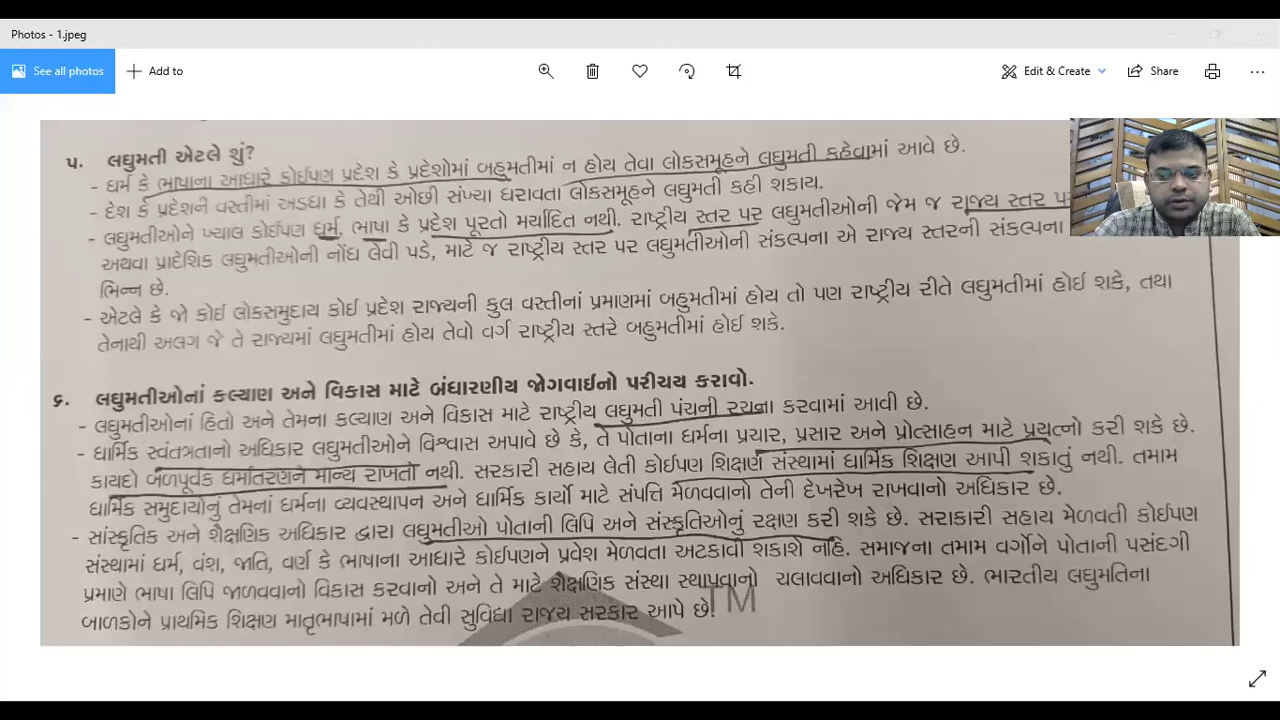 Photos - 1.jpeg
See all photos
Add to
Edit & Create
Share
૫. લઘુમતી એટલે શું?
- ધર્મ કે ભાષાના આધારે કોઈપણ પ્રદેશ કે પ્રદેશોમાં બહુમતીમાં ન હોય તેવા લોકસમૂહને લઘુમતી કહેવામાં આવે છે.
- દેશ કે પ્રદેશને વસ્તીમાં અડધા કે તેથી ઓછી સંખ્યા ધરાવતા લોકસમૂહને લઘુમતી કહી શકાય.
- લઘુમતીઓને ખ્યાલ કોઈપણ ધર્મ, ભાષા કે પ્રદેશ પૂરતો મર્યાદિત નથી. રાષ્ટ્રીય સ્તર પર લઘુમતીઓની જેમ જ રાજ્ય સ્તર
અથવા પ્રાદેશિક લઘુમતીઓની નોંધ લેવી પડે, માટે જ રાષ્ટ્રીય સ્તર પર લઘુમતીઓની સંકલ્પના એ રાજ્ય સ્તરની સંકલ્પના
ભિન્ન છે.
- એટલે કે જો કોઈ લોકસમુદાય કોઈ પ્રદેશ રાજ્યની કુલ વસ્તીનાં પ્રમાણમાં બહુમતીમાં હોય તો પણ રાષ્ટ્રીય રીતે લઘુમતીમાં હોઈ શકે, તથા
તેનાથી અલગ જે તે રાજ્યમાં લઘુમતીમાં હોય તેવો વર્ગ રાષ્ટ્રીય સ્તરે બહુમતીમાં હોઈ શકે.
૬. લઘુમતીઓનાં કલ્યાણ અને વિકાસ માટે બંધારણીય જોગવાઈનો પરીચય કરાવો.
- લઘુમતીઓનાં હિતો અને તેમના કલ્યાણ અને વિકાસ માટે રાષ્ટ્રીય લઘુમતી પંચની રચના કરવામાં આવી છે.
- ધાર્મિક સ્વંતત્રતાનો અધિકાર લઘુમતીઓને વિશ્વાસ અપાવે છે કે, તે પોતાના ધર્મના પ્રચાર, પ્રસાર અને પ્રોત્સાહન માટે પ્રયત્નો કરી શકે છે.
કાયદો બળપૂર્વક ધર્માતરણને માન્ય રાખતો નથી. સરકારી સહાય લેતી કોઈપણ શિક્ષણ સંસ્થામાં ધાર્મિક શિક્ષણ આપી શકાતું નથી. તમામ
ધાર્મિક સમુદાયોનું તેમનાં ધર્મના વ્યવસ્થાપન અને ધાર્મિક કાર્યો માટે સંપત્તિ મેળવવાનો તેની દેખરેખ રાખવાનો અધિકાર છે.
- સાંસ્કૃતિક અને શૈક્ષણિક અધિકાર દ્વારા લઘુમતીઓ પોતાની લિપિ અને સંસ્કૃતિઓનું રક્ષણ કરી શકે છે. સરાકારી સહાય મેળવતી કોઈપણ
સંસ્થામાં ધર્મ, વંશ, જાતિ, વર્ણ કે ભાષાના આધારે કોઈપણને પ્રવેશ મેળવતા અટકાવી શકાશે નહિ. સમાજના તમામ વર્ગોને પોતાની પસંદગી
પ્રમાણે ભાષા લિપિ જાળવવાનો વિકાસ કરવાનો અને તે માટે શૈક્ષણિક સંસ્થા સ્થાપવાનો ચલાવવાનો અધિકાર છે. ભારતીય લઘુમતિના
બાળકોને પ્રાથમિક શિક્ષણ માતૃભાષામાં મળે તેવી સુવિધા રાજ્ય સરકાર આપે છે.
TM